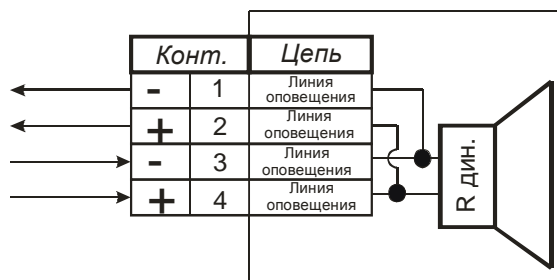 Конт. Цепь
- 1 Линия оповещения
+ 2 Линия оповещения
- 3 Линия оповещения
+ 4 Линия оповещения
R дин.